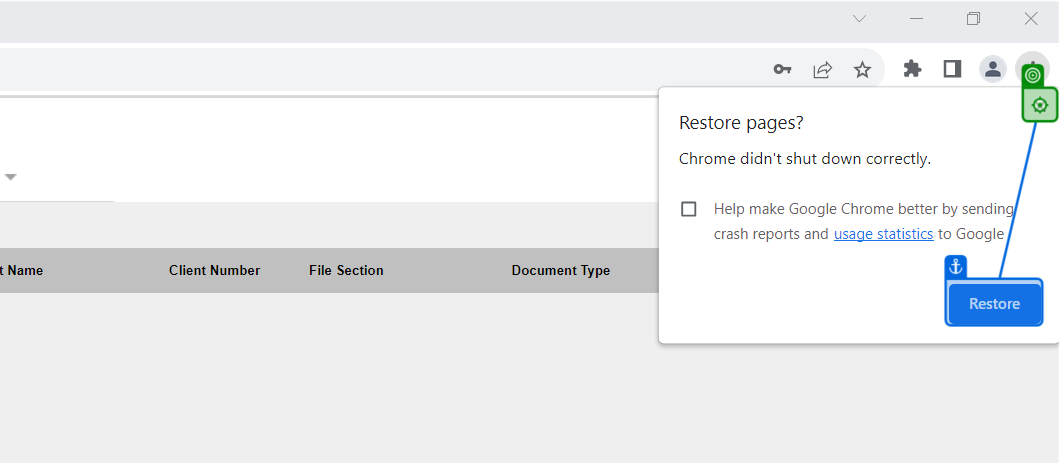 Restore pages?
Chrome didn't shut down correctly.
Help make Google Chrome better by sending
crash reports and usage statistics to Google
t Name Client Number File Section Document Type
Restore